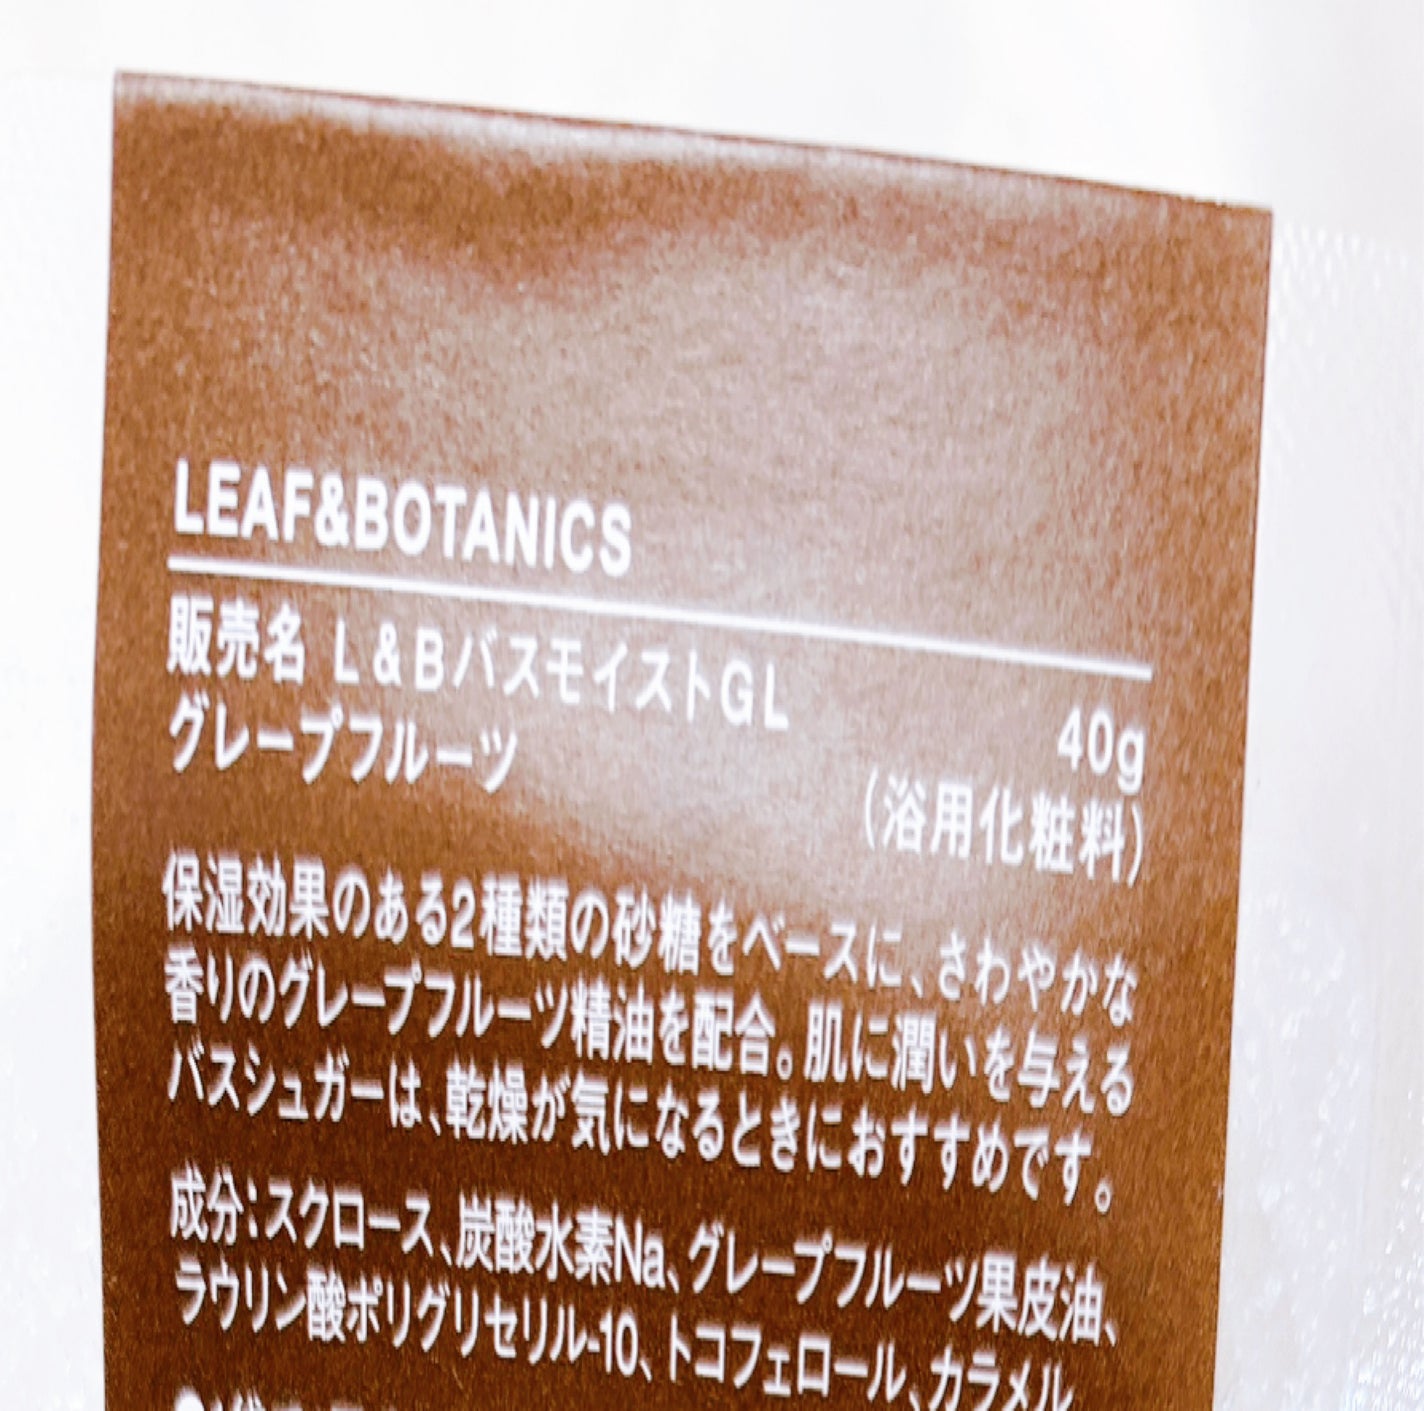 LEAF&BOTANICS
販売名 L&BバスモイストGL
40g
グレープフルーツ
(浴用化粧料)
保湿効果のある2種類の砂糖をベースに、さわやかな
香りのグレープフルーツ精油を配合。肌に潤いを与える
バスシュガーは、乾燥が気になるときにおすすめです。
成分：スクロース、炭酸水素Na、グレープフルーツ果皮油、
ラウリン酸ポリグリセリル-10、トコフェロール、カラメル